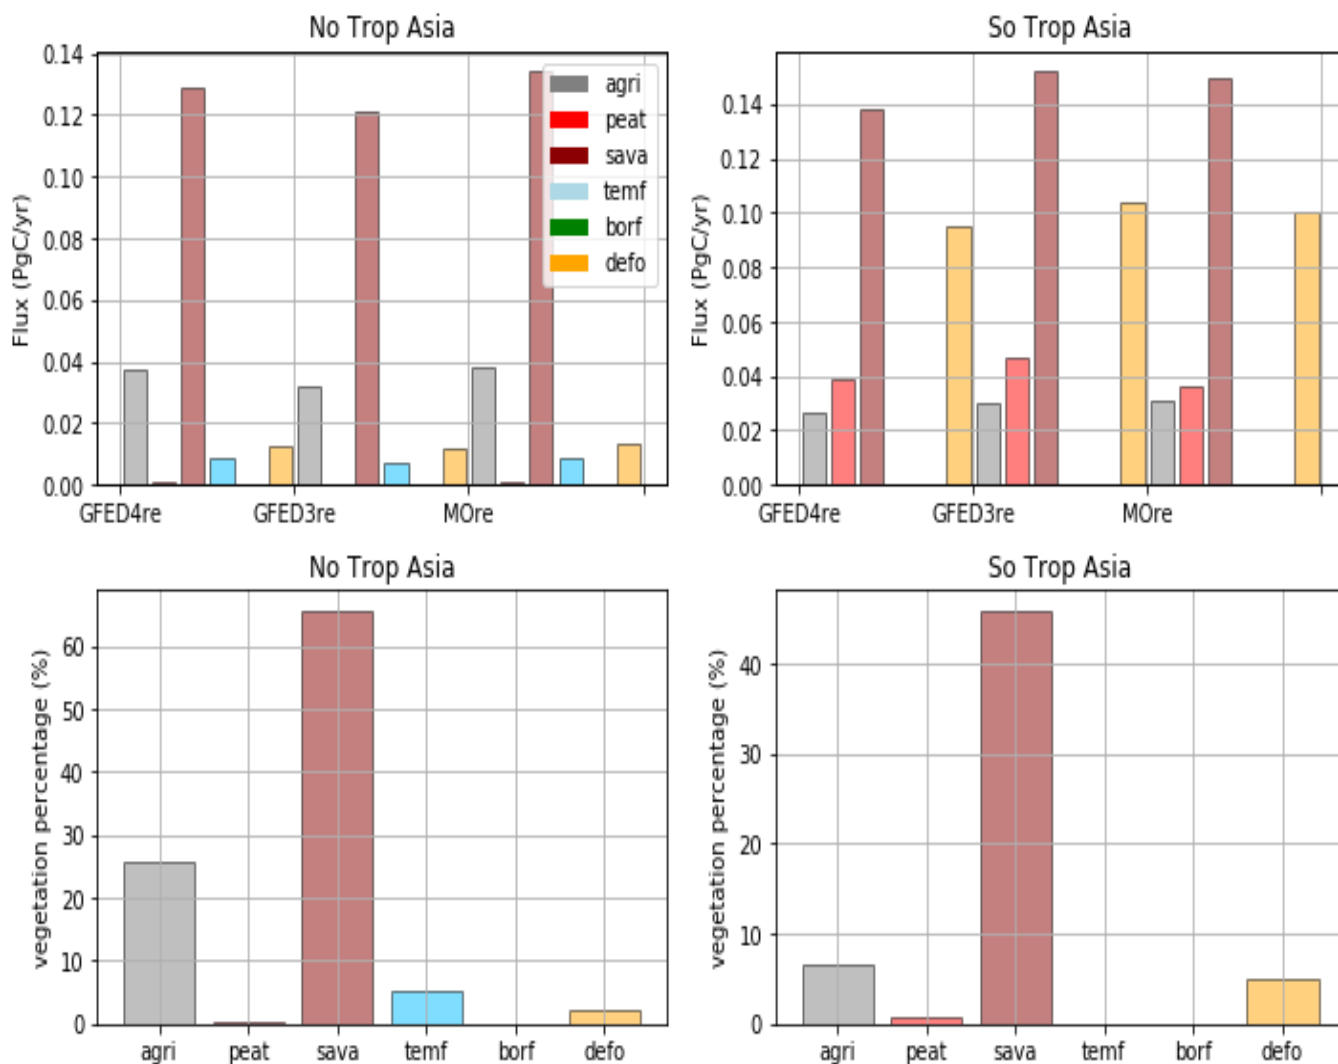 No Trop Asia
Flux (PgC/yr)
0.14
0.12
0.10
0.08
0.06
0.04
0.02
0.00
GFED4re GFED3re MOre
agri
peat
sava
temf
borf
defo
So Trop Asia
Flux (PgC/yr)
0.14
0.12
0.10
0.08
0.06
0.04
0.02
0.00
GFED4re GFED3re MOre
No Trop Asia
vegetation percentage (%)
60
50
40
30
20
10
0
agri peat sava temf borf defo
So Trop Asia
vegetation percentage (%)
40
30
20
10
0
agri peat sava temf borf defo